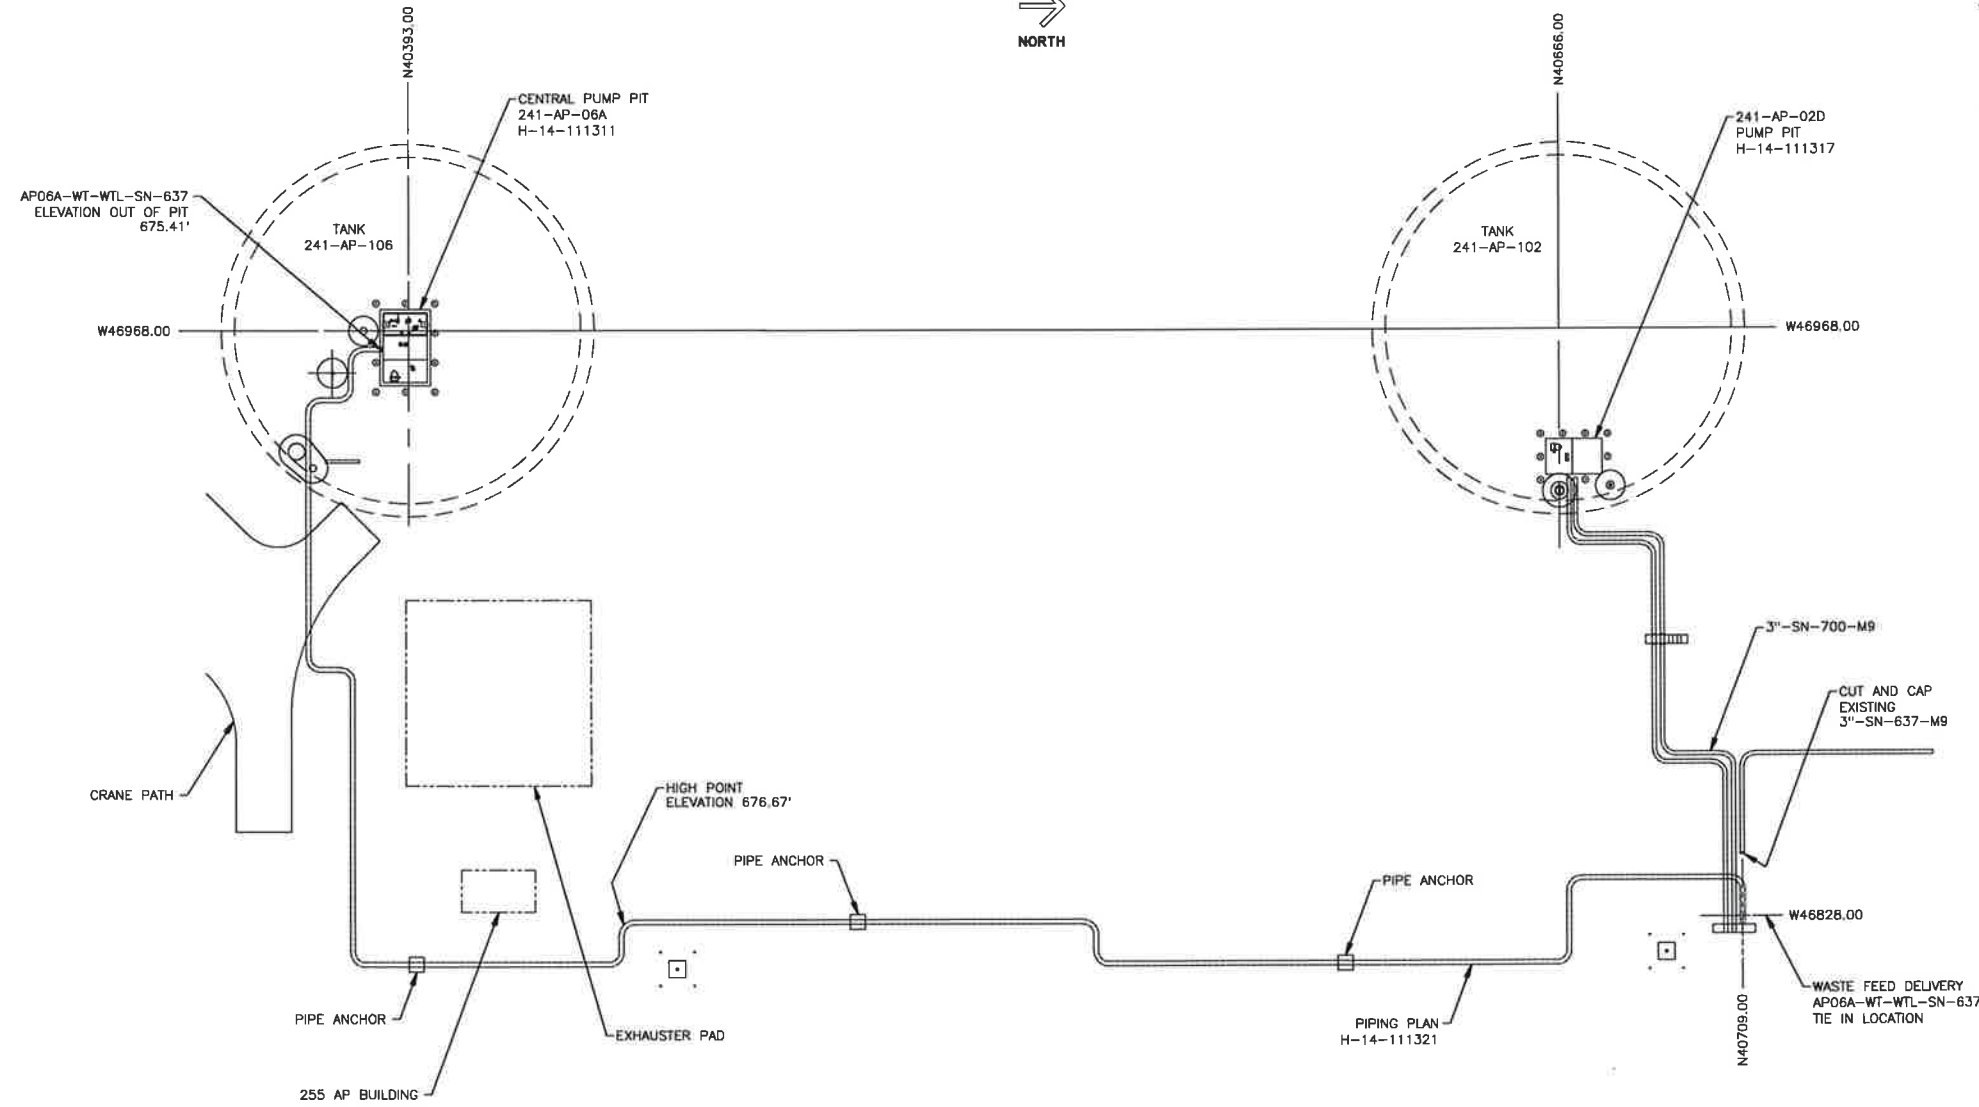 N40393.00
NORTH
N40666.00
CENTRAL PUMP PIT
241-AP-06A
H-14-111311
241-AP-02D
PUMP PIT
H-14-111317
AP06A-WT-WTL-SN-637
ELEVATION OUT OF PIT
675.41'
TANK
241-AP-106
TANK
241-AP-102
W46968.00
W46968.00
3"-SN-700-M9
CUT AND CAP
EXISTING
3"-SN-637-M9
CRANE PATH
HIGH POINT
ELEVATION 676.67'
PIPE ANCHOR
PIPE ANCHOR
W46828.00
PIPE ANCHOR
EXHAUSTER PAD
PIPING PLAN
H-14-111321
WASTE FEED DELIVERY
AP06A-WT-WTL-SN-637
TIE IN LOCATION
N40709.00
255 AP BUILDING